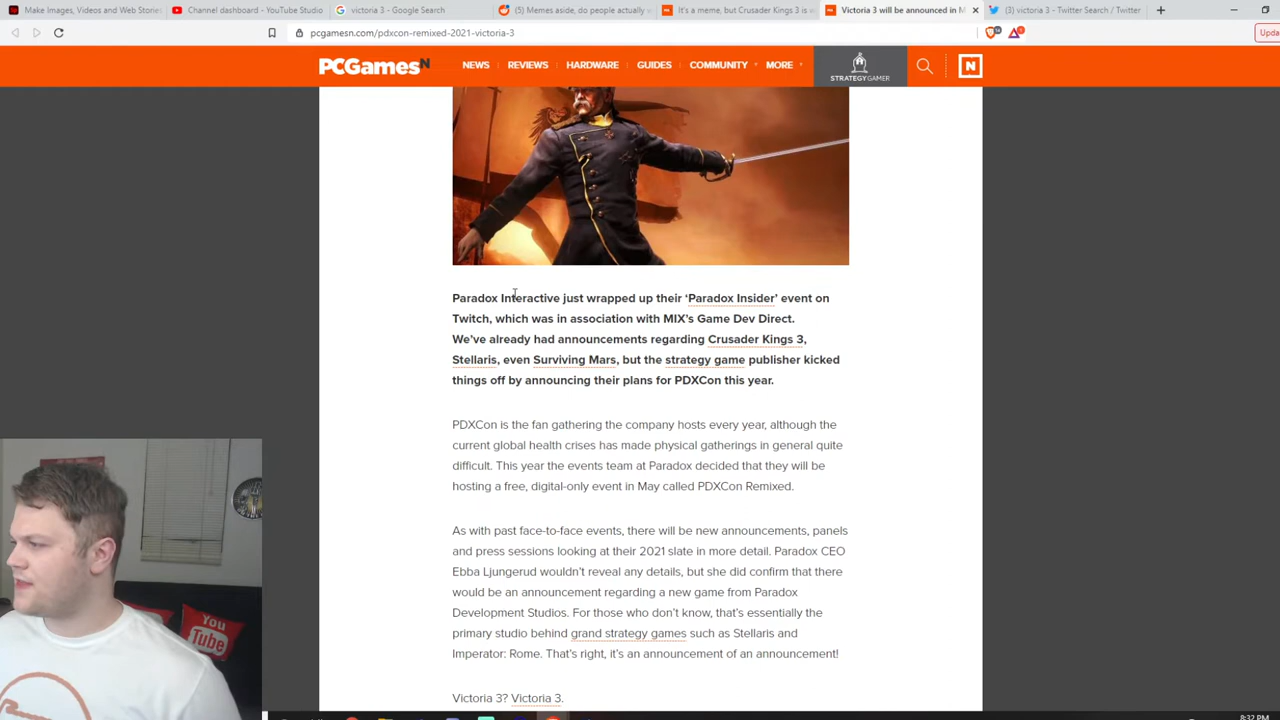 Make Images, Videos and Web Stories
Channel dashboard - YouTube Studio
victoria 3 - Google Search
(5) Memes aside, do people actually
It's a meme, but Crusader Kings 3 is
Victoria 3 will be announced in M
(3) victoria 3 - Twitter Search / Twitter
pcgamesn.com/pdxcon-remixed-2021-victoria-3
Upda
PCGamesN
NEWS
REVIEWS
HARDWARE
GUIDES
COMMUNITY
MORE
STRATEGYGAMER
N
Paradox Interactive just wrapped up their ‘Paradox Insider’ event on
Twitch, which was in association with MIX’s Game Dev Direct.
We’ve already had announcements regarding Crusader Kings 3,
Stellaris, even Surviving Mars, but the strategy game publisher kicked
things off by announcing their plans for PDXCon this year.
PDXCon is the fan gathering the company hosts every year, although the
current global health crises has made physical gatherings in general quite
difficult. This year the events team at Paradox decided that they will be
hosting a free, digital-only event in May called PDXCon Remixed.
As with past face-to-face events, there will be new announcements, panels
and press sessions looking at their 2021 slate in more detail. Paradox CEO
Ebba Ljungerud wouldn’t reveal any details, but she did confirm that there
would be an announcement regarding a new game from Paradox
Development Studios. For those who don’t know, that’s essentially the
primary studio behind grand strategy games such as Stellaris and
Imperator: Rome. That’s right, it’s an announcement of an announcement!
Victoria 3? Victoria 3.
You
Tube
8:32 PM